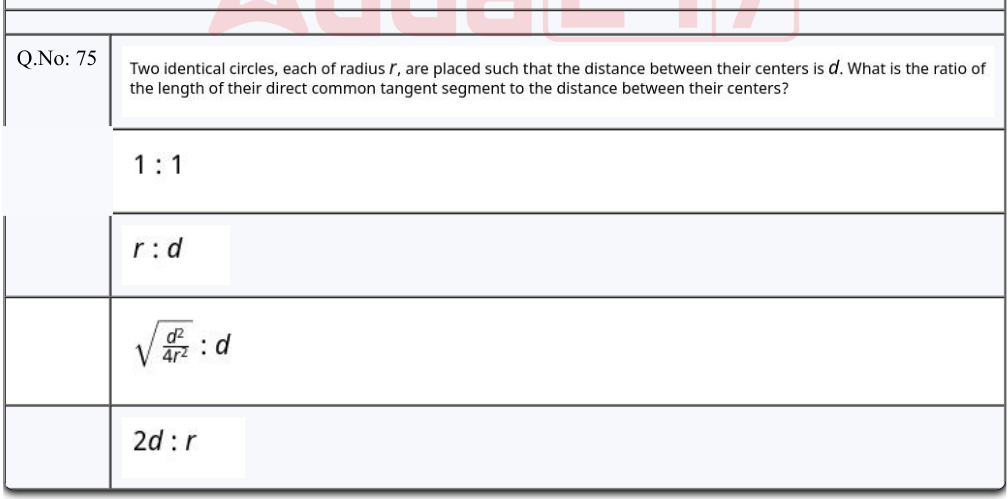 Q.No: 75
Two identical circles, each of radius r, are placed such that the distance between their centers is d. What is the ratio of
the length of their direct common tangent segment to the distance between their centers?
1 : 1
r : d
√(d²/4r²) : d
2d : r